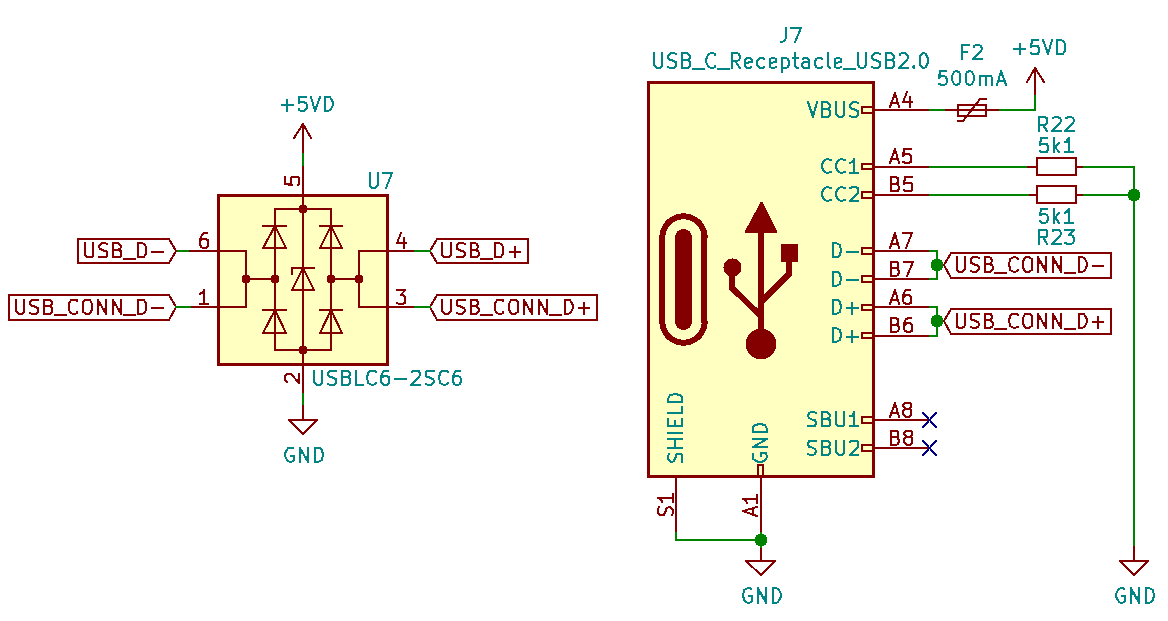 J7
USB_C_Receptacle_USB2.0
F2
500mA
+5VD
VBUS
A4
R22
5k1
CC1
A5
CC2
B5
5k1
R23
D-
A7
D-
B7
USB_CONN_D-
D+
A6
D+
B6
USB_CONN_D+
SBU1
A8
SBU2
B8
SHIELD
GND
S1
A1
GND
GND
+5VD
5
U7
USB_D-
6
4
USB_D+
USB_CONN_D-
1
3
USB_CONN_D+
2
USBLC6-2SC6
GND